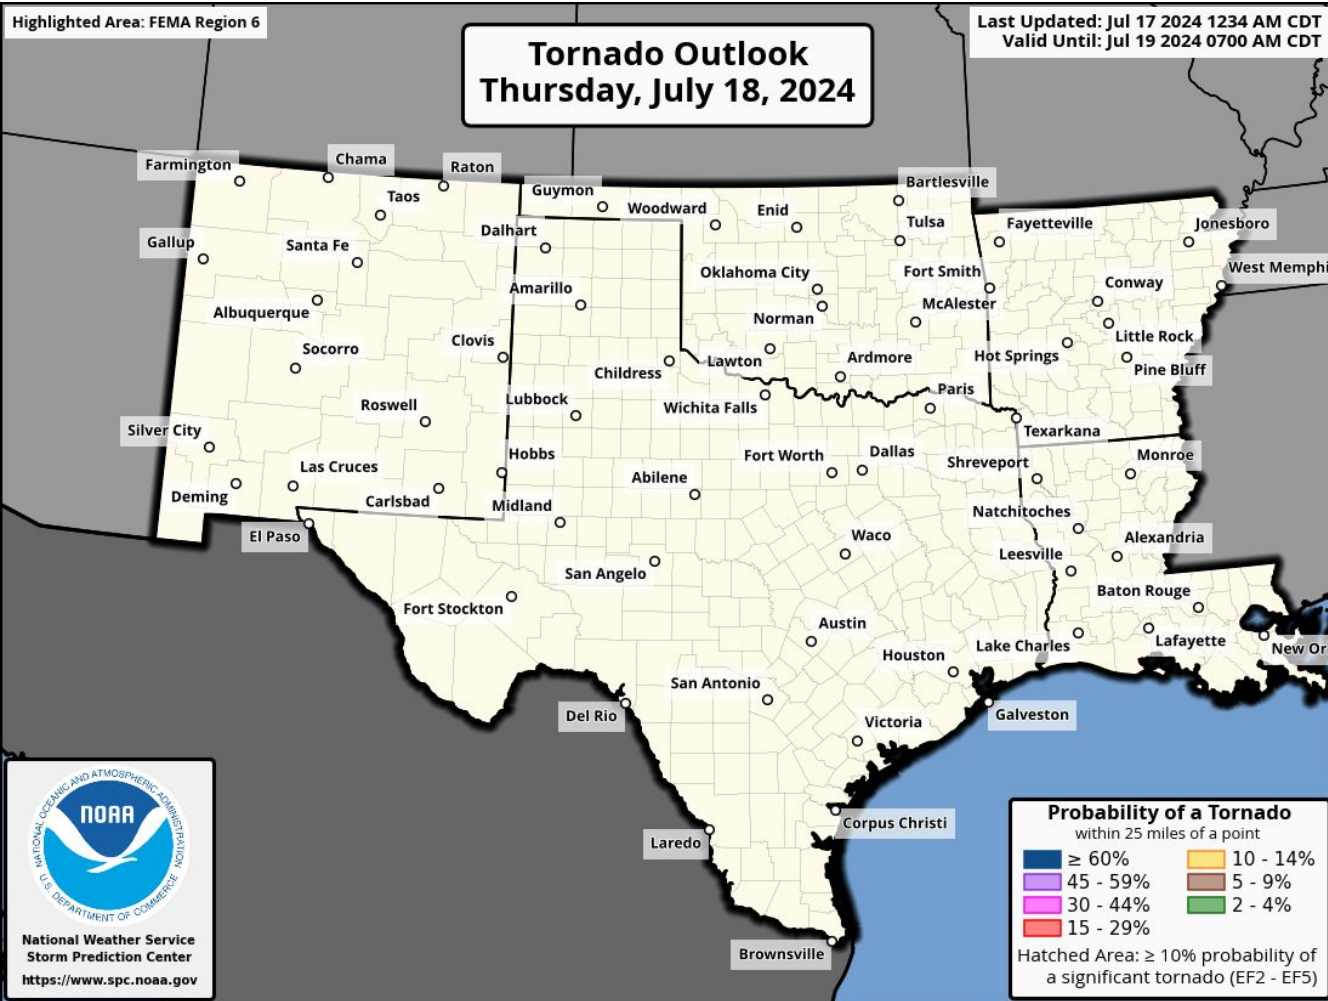 Highlighted Area: FEMA Region 6
Last Updated: Jul 17 2024 1234 AM CDT
Valid Until: Jul 19 2024 0700 AM CDT
Tornado Outlook
Thursday, July 18, 2024
Farmington
Chama
Raton
Taos
Guymon
Woodward
Enid
Bartlesville
Tulsa
Fayetteville
Jonesboro
Gallup
Santa Fe
Dalhart
Oklahoma City
Fort Smith
West Memphi
Amarillo
McAlester
Conway
Albuquerque
Norman
Socorro
Clovis
Childress
Lawton
Ardmore
Hot Springs
Little Rock
Pine Bluff
Roswell
Lubbock
Wichita Falls
Paris
Silver City
Texarkana
Las Cruces
Hobbs
Abilene
Fort Worth
Dallas
Shreveport
Monroe
Deming
Carlsbad
Midland
Natchitoches
El Paso
Waco
Leesville
Alexandria
San Angelo
Fort Stockton
Baton Rouge
Austin
Houston
Lake Charles
Lafayette
New Or
San Antonio
Del Rio
Victoria
Galveston
Laredo
Corpus Christi
Brownsville
NATIONAL OCEANIC AND ATMOSPHERIC ADMINISTRATION
NOAA
U.S. DEPARTMENT OF COMMERCE
National Weather Service
Storm Prediction Center
https://www.spc.noaa.gov
Probability of a Tornado
within 25 miles of a point
≥ 60%
10 - 14%
45 - 59%
5 - 9%
30 - 44%
2 - 4%
15 - 29%
Hatched Area: ≥ 10% probability of
a significant tornado (EF2 - EF5)